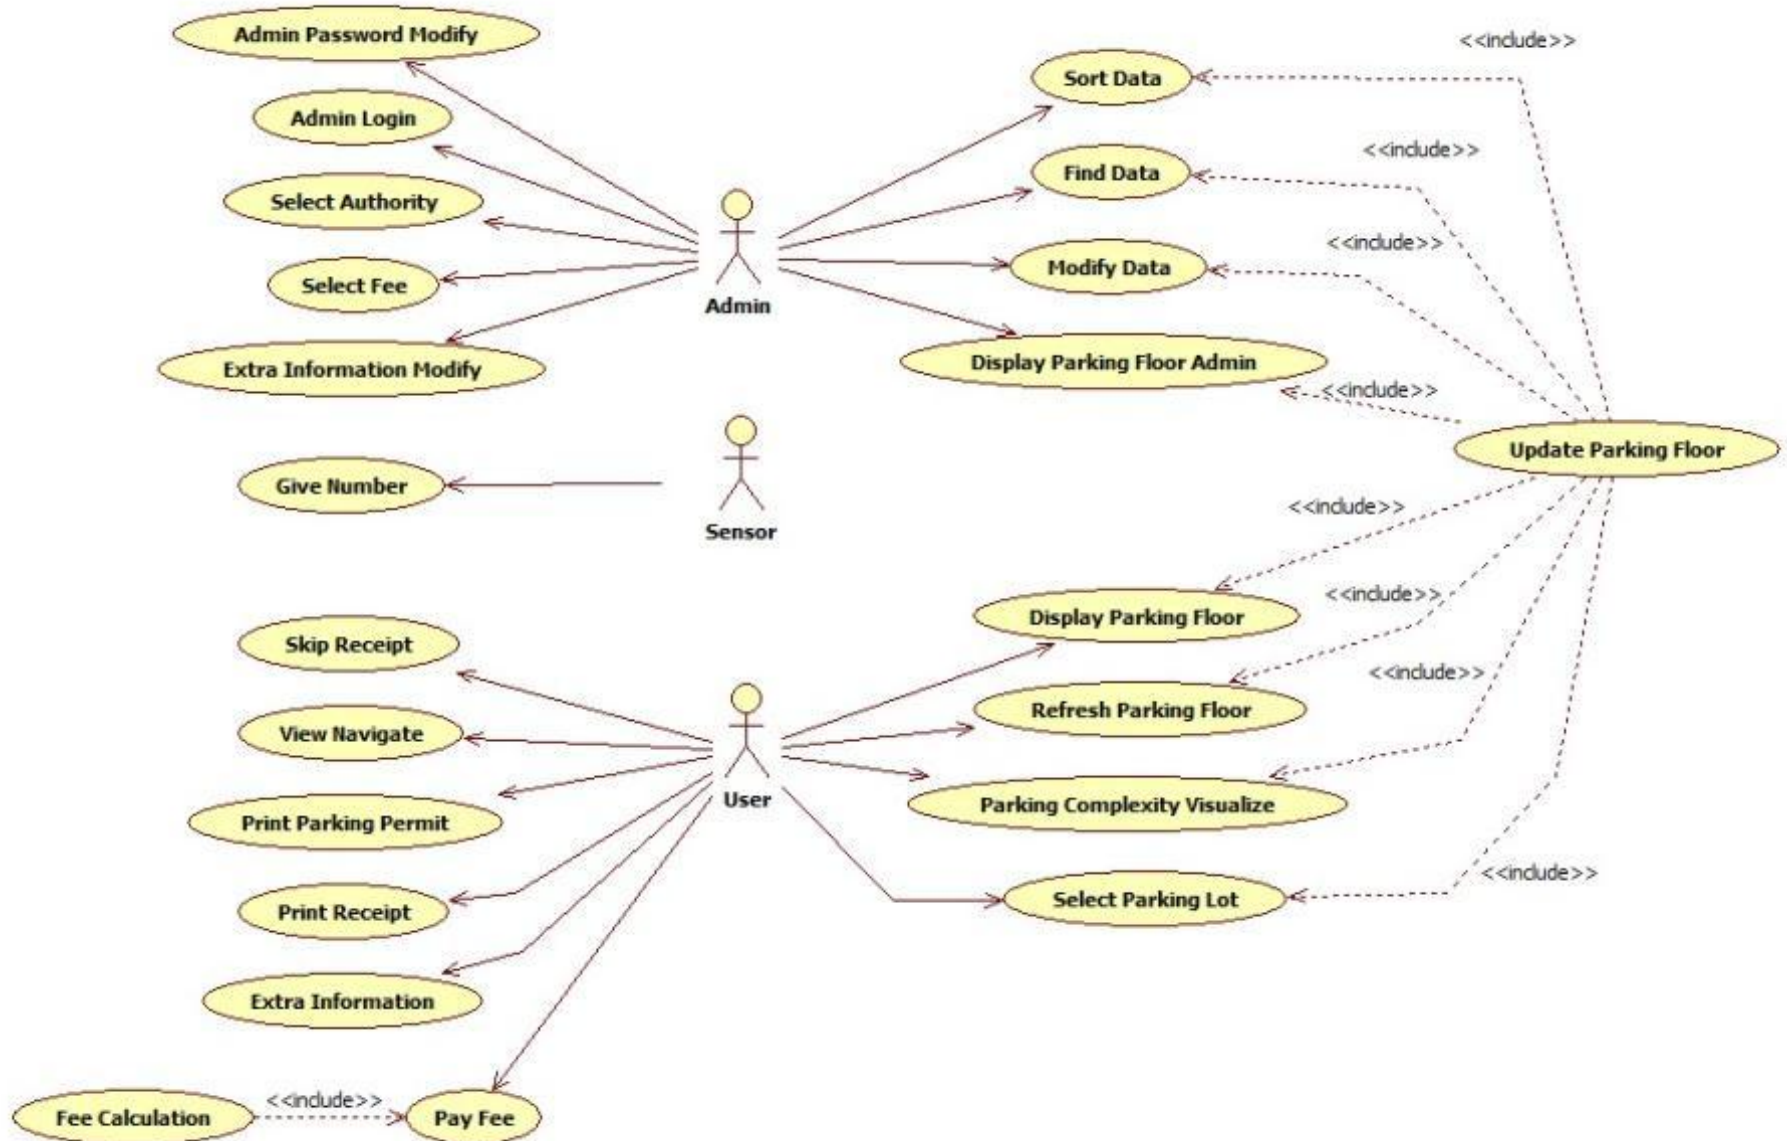 Admin Password Modify
<<include>>
Sort Data
Admin Login
<<include>>
Find Data
Select Authority
<<include>>
Modify Data
Select Fee
Admin
Display Parking Floor Admin
Extra Information Modify
<<include>>
Update Parking Floor
Give Number
<<include>>
Sensor
<<include>>
Display Parking Floor
Skip Receipt
<<include>>
Refresh Parking Floor
View Navigate
User
Parking Complexity Visualize
Print Parking Permit
<<include>>
Select Parking Lot
Print Receipt
Extra Information
<<include>>
Fee Calculation
Pay Fee